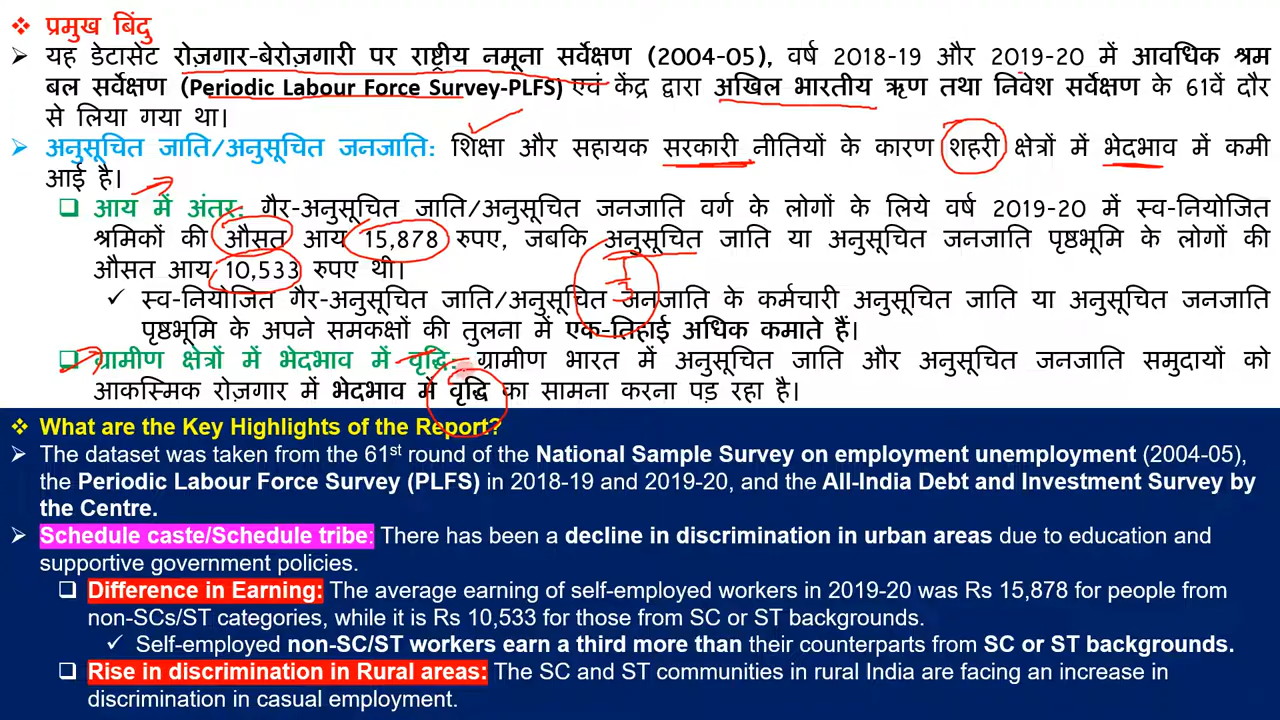 ❖ प्रमुख बिंदु
➢ यह डेटासेट रोज़गार-बेरोज़गारी पर राष्ट्रीय नमूना सर्वेक्षण (2004-05), वर्ष 2018-19 और 2019-20 में आवधिक श्रम
बल सर्वेक्षण (Periodic Labour Force Survey-PLFS) एवं केंद्र द्वारा अखिल भारतीय ऋण तथा निवेश सर्वेक्षण के 61वें दौर
से लिया गया था।
➢ अनुसूचित जाति/अनुसूचित जनजाति: शिक्षा और सहायक सरकारी नीतियों के कारण शहरी क्षेत्रों में भेदभाव में कमी
आई है।
❑ आय में अंतर: गैर-अनुसूचित जाति/अनुसूचित जनजाति वर्ग के लोगों के लिये वर्ष 2019-20 में स्व-नियोजित
श्रमिकों की औसत आय 15,878 रुपए, जबकि अनुसूचित जाति या अनुसूचित जनजाति पृष्ठभूमि के लोगों की
औसत आय 10,533 रुपए थी।
1/3
✓ स्व-नियोजित गैर-अनुसूचित जाति/अनुसूचित जनजाति के कर्मचारी अनुसूचित जाति या अनुसूचित जनजाति
पृष्ठभूमि के अपने समकक्षों की तुलना में एक-तिहाई अधिक कमाते हैं।
❑ ग्रामीण क्षेत्रों में भेदभाव में वृद्धि: ग्रामीण भारत में अनुसूचित जाति और अनुसूचित जनजाति समुदायों को
आकस्मिक रोज़गार में भेदभाव में वृद्धि का सामना करना पड़ रहा है।
❖ What are the Key Highlights of the Report?
➢ The dataset was taken from the 61st round of the National Sample Survey on employment unemployment (2004-05),
the Periodic Labour Force Survey (PLFS) in 2018-19 and 2019-20, and the All-India Debt and Investment Survey by
the Centre.
➢ Schedule caste/Schedule tribe: There has been a decline in discrimination in urban areas due to education and
supportive government policies.
❑ Difference in Earning: The average earning of self-employed workers in 2019-20 was Rs 15,878 for people from
non-SCs/ST categories, while it is Rs 10,533 for those from SC or ST backgrounds.
✓ Self-employed non-SC/ST workers earn a third more than their counterparts from SC or ST backgrounds.
❑ Rise in discrimination in Rural areas: The SC and ST communities in rural India are facing an increase in
discrimination in casual employment.